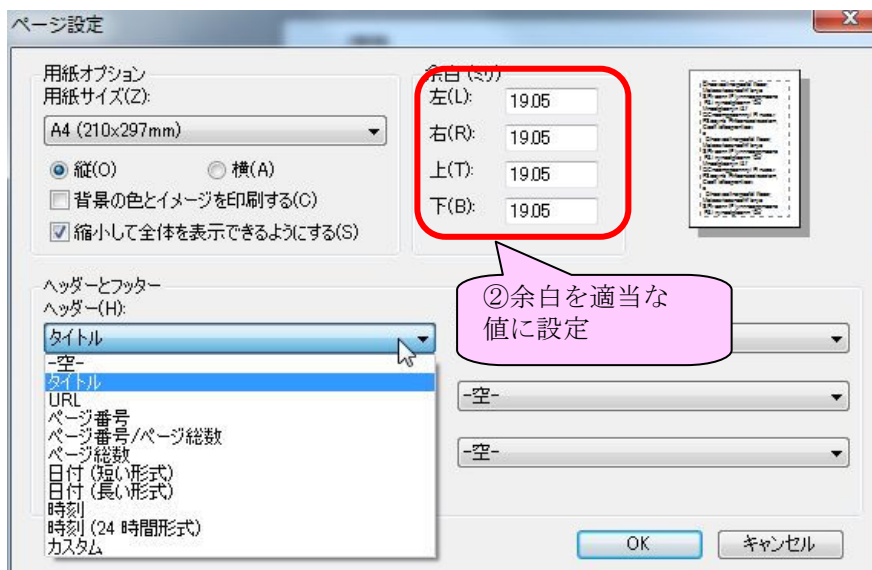 ページ設定
用紙オプション
用紙サイズ(Z):
A4 (210x297mm)
縦(O)
横(A)
背景の色とイメージを印刷する(C)
縮小して全体を表示できるようにする(S)
余白 (ミリ)
左(L): 19.05
右(R): 19.05
上(T): 19.05
下(B): 19.05
②余白を適当な
値に設定
ヘッダーとフッター
ヘッダー(H):
タイトル
-空-
タイトル
URL
ページ番号
ページ番号/ページ総数
ページ総数
日付 (短い形式)
日付 (長い形式)
時刻
時刻 (24 時間形式)
カスタム
-空-
-空-
OK
キャンセル